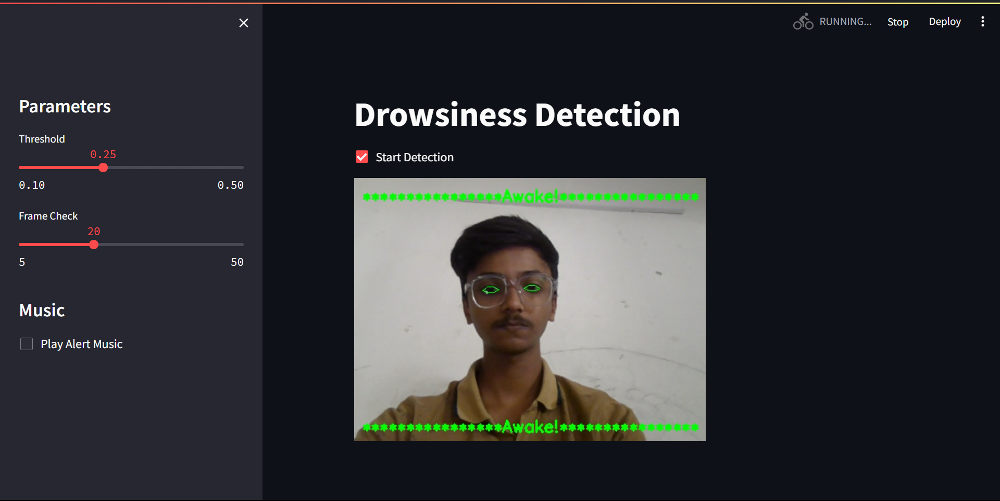 RUNNING...
Stop
Deploy
Parameters
Threshold
0.25
0.10 0.50
Frame Check
20
5 50
Music
Play Alert Music
Drowsiness Detection
Start Detection
****************Awake!****************
****************Awake!****************